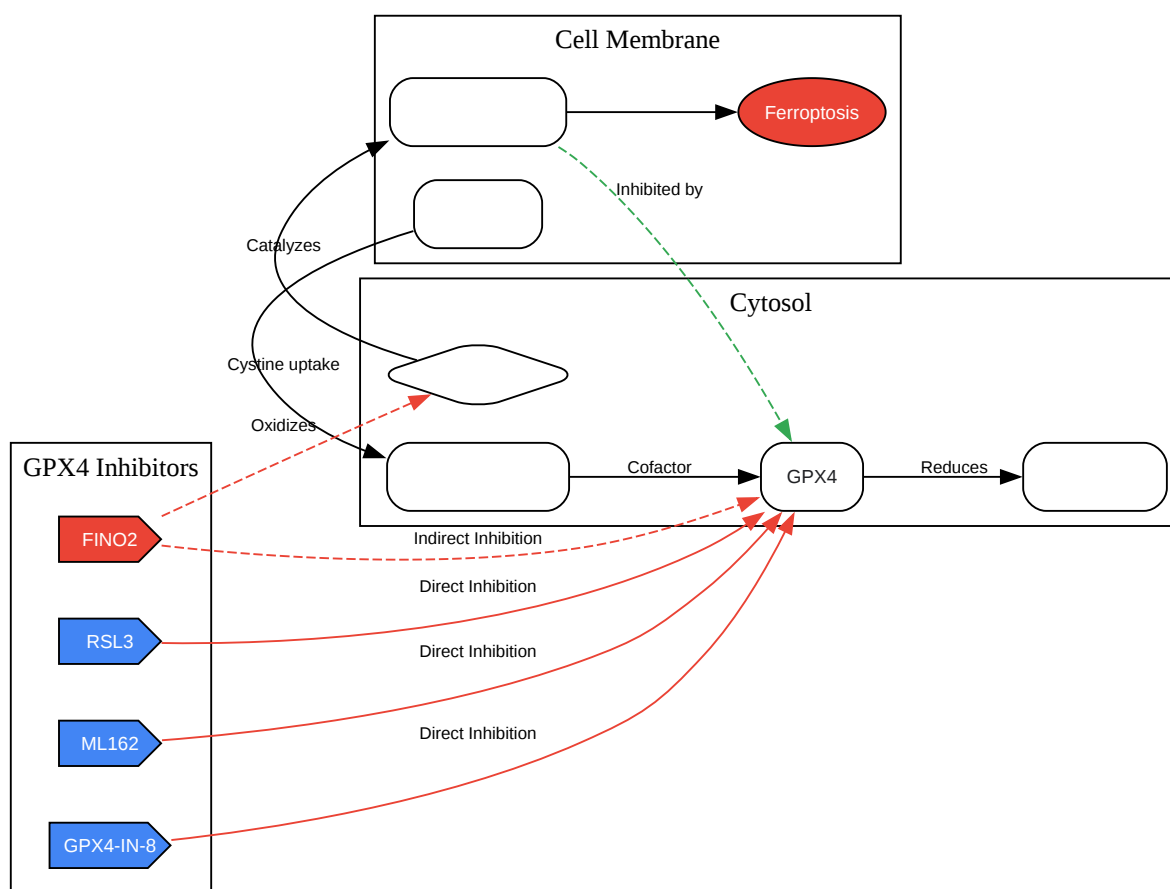 Cell Membrane
Ferroptosis
Inhibited by
Catalyzes
Cytosol
Cystine uptake
Oxidizes
GPX4 Inhibitors
Cofactor
GPX4
Reduces
FINO2
Indirect Inhibition
Direct Inhibition
RSL3
Direct Inhibition
ML162
Direct Inhibition
GPX4-IN-8